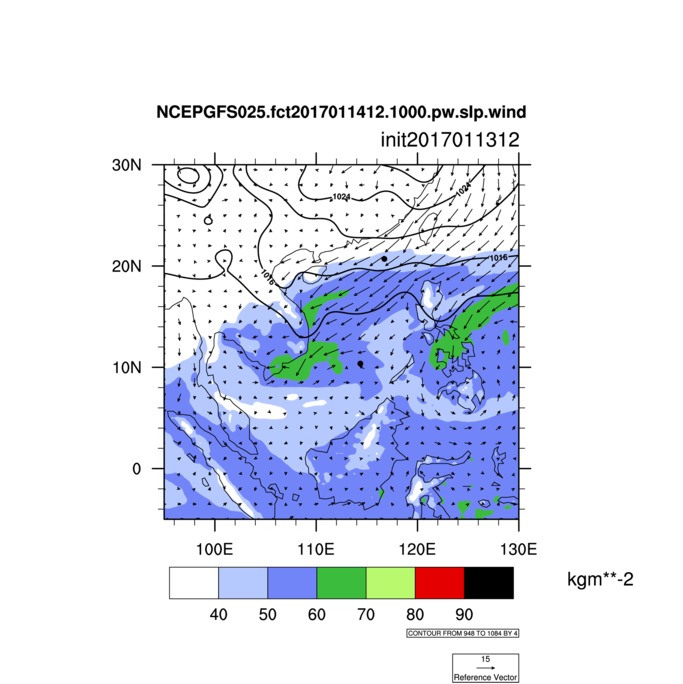 NCEPGFS025.fct2017011412.1000.pw.slp.wind
init2017011312
30N
1024
1024
20N
1016
1016
10N
0
100E 110E 120E 130E
kgm**-2
40 50 60 70 80 90
CONTOUR FROM 948 TO 1084 BY 4
15
Reference Vector